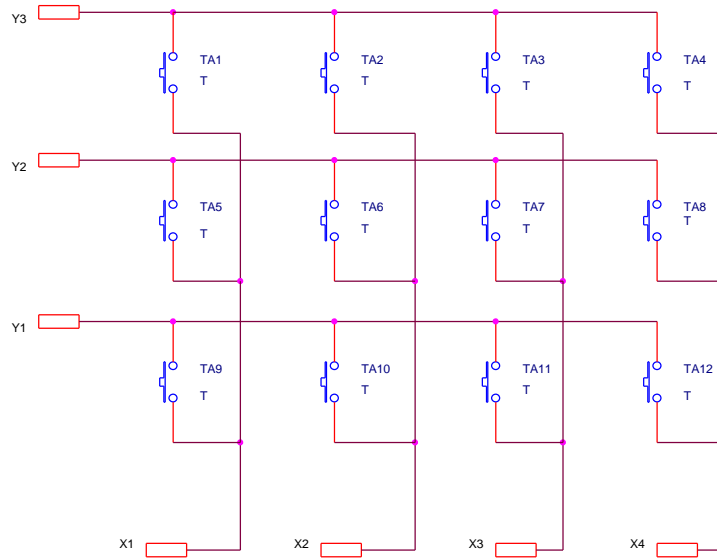 Y3
TA1 TA2 TA3 TA4
T T T T
Y2
TA5 TA6 TA7 TA8
T T T T
Y1
TA9 TA10 TA11 TA12
T T T T
X1 X2 X3 X4